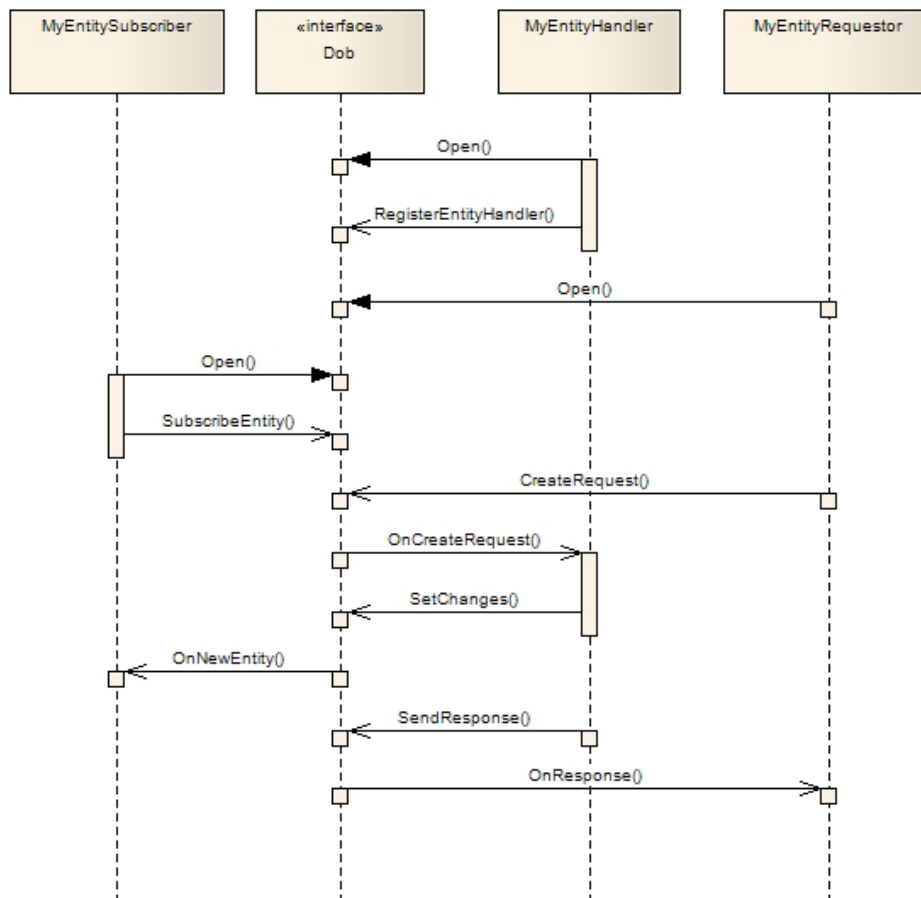 MyEntitySubscriber
«interface»
Dob
MyEntityHandler
MyEntityRequestor
Open()
RegisterEntityHandler()
Open()
Open()
SubscribeEntity()
CreateRequest()
OnCreateRequest()
SetChanges()
OnNewEntity()
SendResponse()
OnResponse()